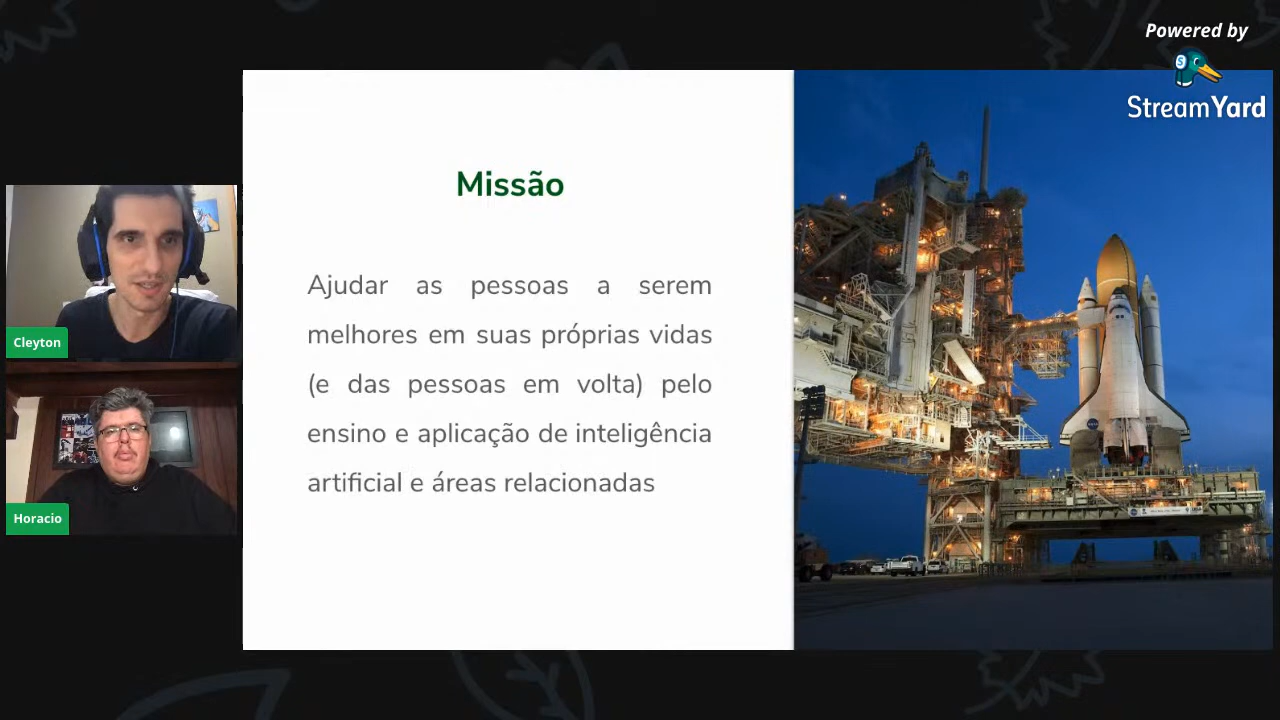 Powered by
StreamYard
Missão
Ajudar as pessoas a serem
melhores em suas próprias vidas
(e das pessoas em volta) pelo
ensino e aplicação de inteligência
artificial e áreas relacionadas
Cleyton
Horacio